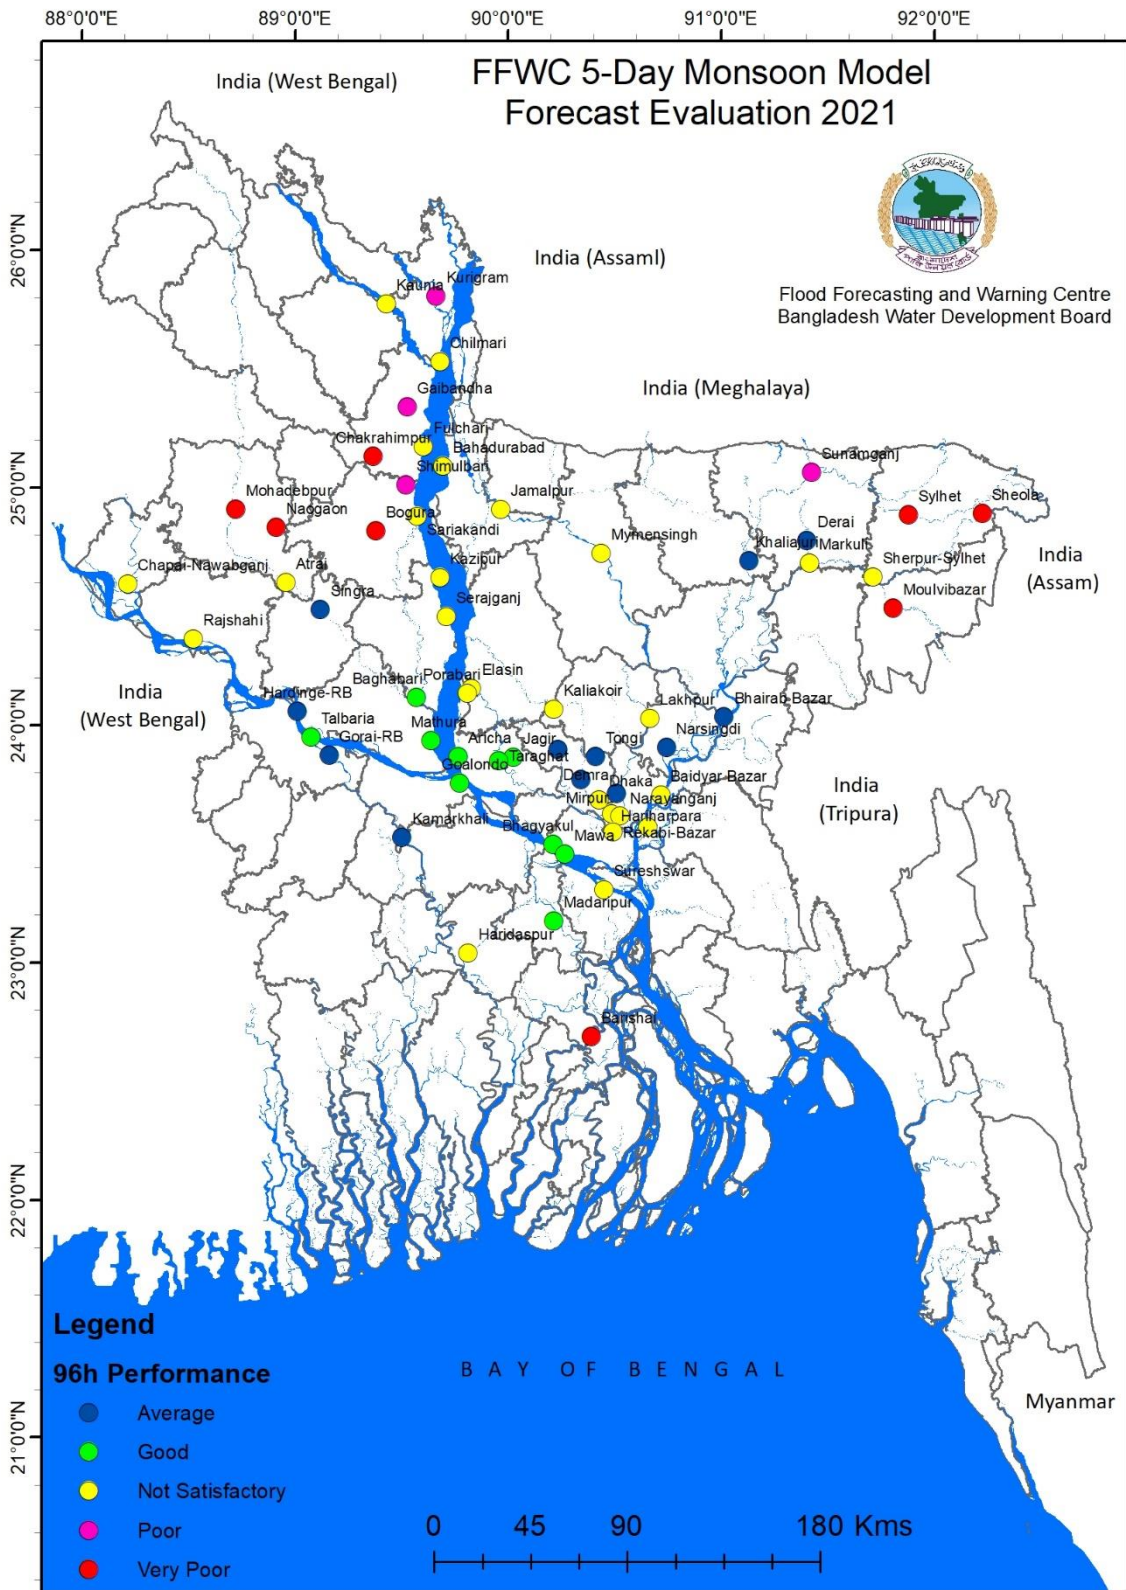 88°0'0"E
89°0'0"E
90°0'0"E
91°0'0"E
92°0'0"E
FFWC 5-Day Monsoon Model
Forecast Evaluation 2021
India (West Bengal)
India (Assaml)
Flood Forecasting and Warning Centre
Bangladesh Water Development Board
India (Meghalaya)
26°0'0"N
25°0'0"N
24°0'0"N
23°0'0"N
22°0'0"N
21°0'0"N
Kaunia
Kurigram
Chilmari
Gaibandha
Fulchari
Chakrahimpur
Bahadurabad
Shimulbari
Mohadebpur
Naogaon
Bogura
Sariakandi
Jamalpur
Mymensingh
Sunamganj
Sylhet
Sheola
Derai
Khaliajuri
Markuli
Sherpur-Sylhet
Moulvibazar
India
(Assam)
Chapai-Nawabganj
Atrai
Kazipur
Singra
Serajganj
Rajshahi
India
(West Bengal)
Baghabari
Porabari
Elasin
Hardinge-RB
Kaliakoir
Lakhpur
Bhairab-Bazar
Talbaria
Mathura
Gorai-RB
Aricha
Jagir
Tongi
Narsingdi
Goalondo
Taraghat
Demra
Dhaka
Baidyar-Bazar
India
(Tripura)
Mirpur
Narayanganj
Kamarkhali
Bhagyakul
Hariharpara
Mawa
Rekabi-Bazar
Sureshswar
Madaripur
Haridaspur
Barishal
Legend
96h Performance
Average
Good
Not Satisfactory
Poor
Very Poor
BAY OF BENGAL
Myanmar
0 45 90 180 Kms